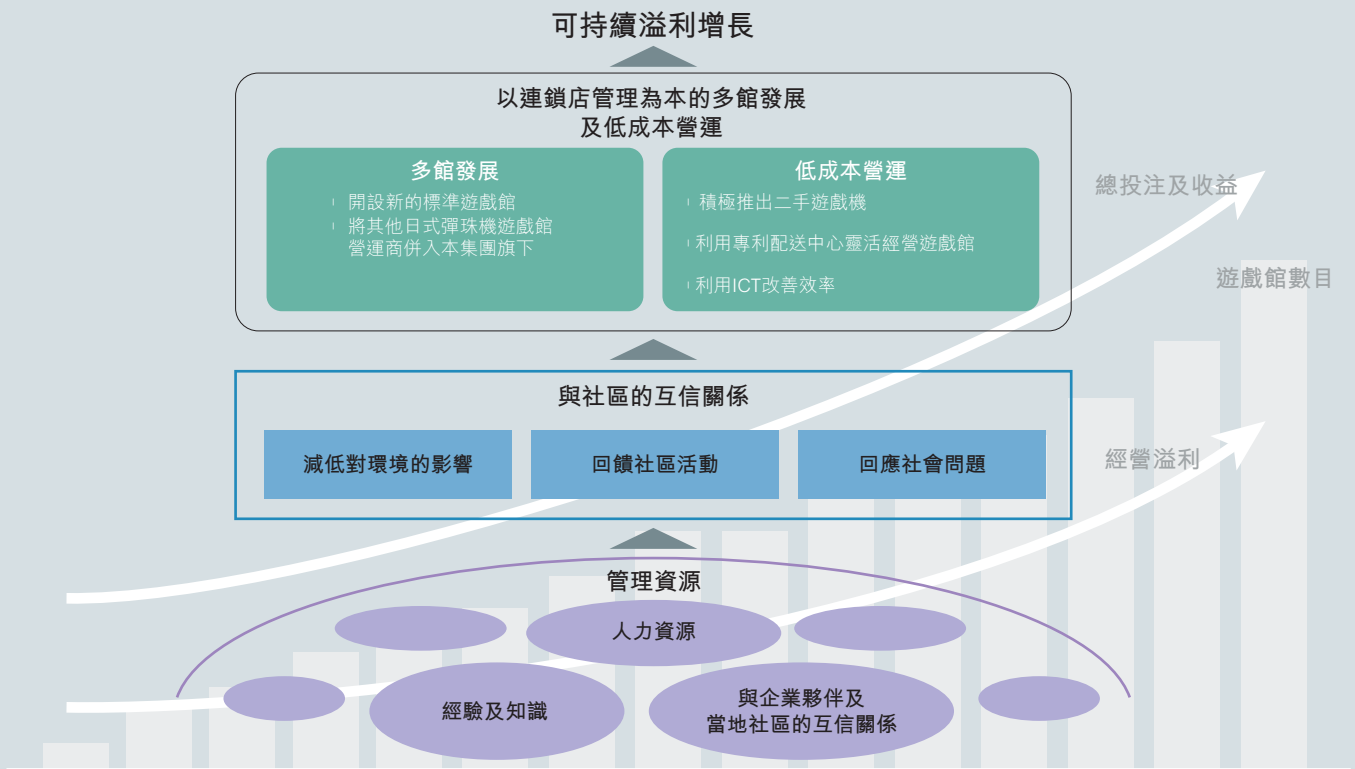 可持續溢利增長
以連鎖店管理為本的多館發展
及低成本營運
多館發展
開設新的標準遊戲館
將其他日式彈珠機遊戲館
營運商併入本集團旗下
低成本營運
積極推出二手遊戲機
利用專利配送中心靈活經營遊戲館
利用ICT改善效率
總投注及收益
遊戲館數目
與社區的互信關係
減低對環境的影響
回饋社區活動
回應社會問題
經營溢利
管理資源
人力資源
經驗及知識
與企業夥伴及
當地社區的互信關係